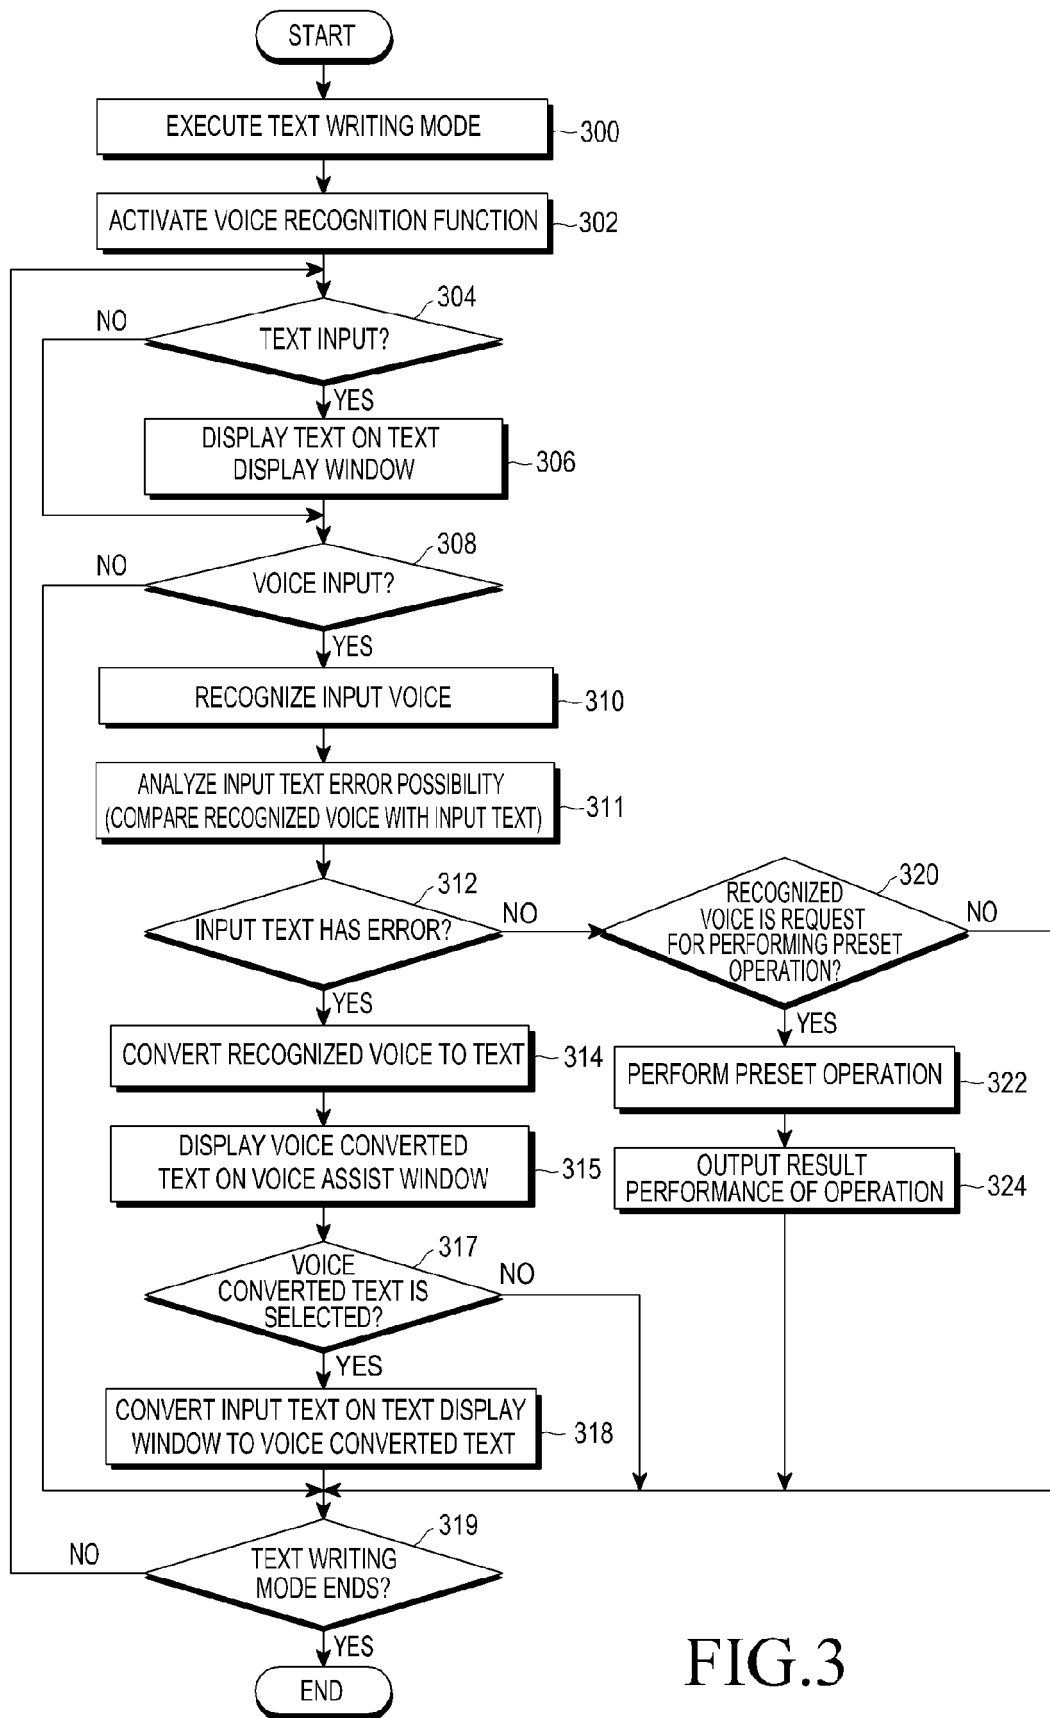 START
EXECUTE TEXT WRITING MODE
300
ACTIVATE VOICE RECOGNITION FUNCTION
302
304
NO
TEXT INPUT?
YES
DISPLAY TEXT ON TEXT
DISPLAY WINDOW
306
308
NO
VOICE INPUT?
YES
RECOGNIZE INPUT VOICE
310
ANALYZE INPUT TEXT ERROR POSSIBILITY
(COMPARE RECOGNIZED VOICE WITH INPUT TEXT)
311
312
INPUT TEXT HAS ERROR?
NO
320
RECOGNIZED
VOICE IS REQUEST
FOR PERFORMING PRESET
OPERATION?
NO
YES
YES
CONVERT RECOGNIZED VOICE TO TEXT
314
PERFORM PRESET OPERATION
322
DISPLAY VOICE CONVERTED
TEXT ON VOICE ASSIST WINDOW
315
OUTPUT RESULT
PERFORMANCE OF OPERATION
324
317
VOICE
CONVERTED TEXT IS
SELECTED?
NO
YES
CONVERT INPUT TEXT ON TEXT DISPLAY
WINDOW TO VOICE CONVERTED TEXT
318
319
NO
TEXT WRITING
MODE ENDS?
YES
END
FIG.3